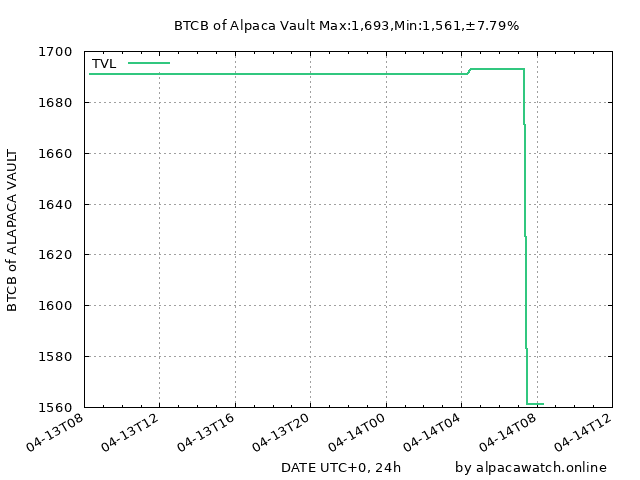 BTCB of Alpaca Vault Max:1,693,Min:1,561,±7.79%
TVL
1700
1680
1660
1640
1620
1600
1580
1560
BTCB of ALAPACA VAULT
04-13T08
04-13T12
04-13T16
04-13T20
04-14T00
04-14T04
04-14T08
04-14T12
DATE UTC+0, 24h
by alpacawatch.online